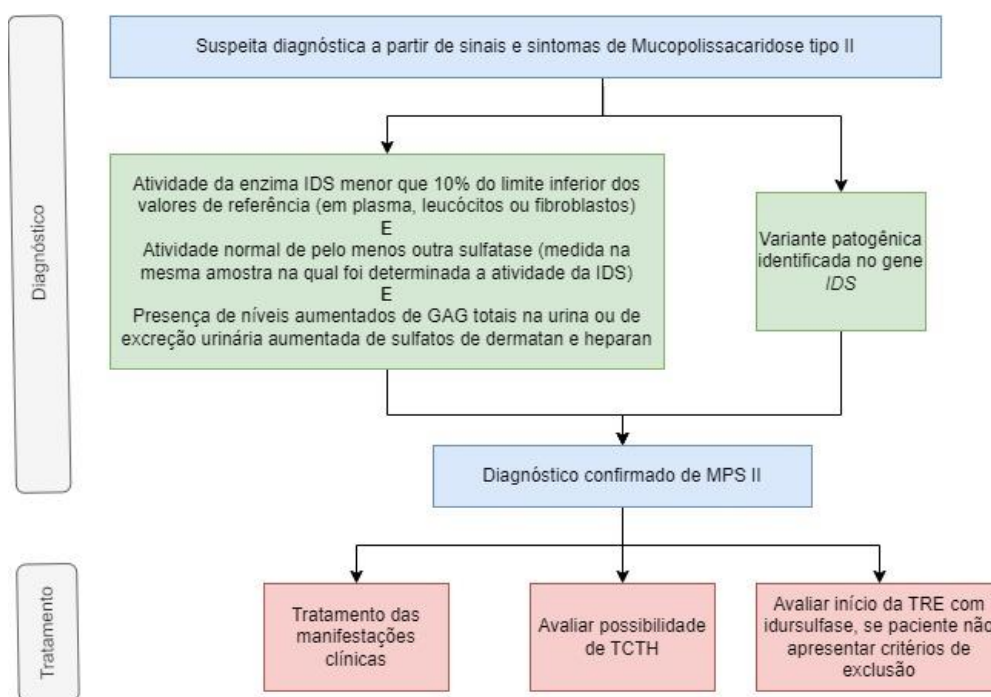 Diagnóstico
Suspeita diagnóstica a partir de sinais e sintomas de Mucopolissacaridose tipo II
Atividade da enzima IDS menor que 10% do limite inferior dos
valores de referência (em plasma, leucócitos ou fibroblastos)
E
Atividade normal de pelo menos outra sulfatase (medida na
mesma amostra na qual foi determinada a atividade da IDS)
E
Presença de níveis aumentados de GAG totais na urina ou de
excreção urinária aumentada de sulfatos de dermatan e heparan
Variante patogênica
identificada no gene
IDS
Diagnóstico confirmado de MPS II
Tratamento
Tratamento das
manifestações
clínicas
Avaliar possibilidade
de TCTH
Avaliar início da TRE com
idursulfase, se paciente não
apresentar critérios de
exclusão